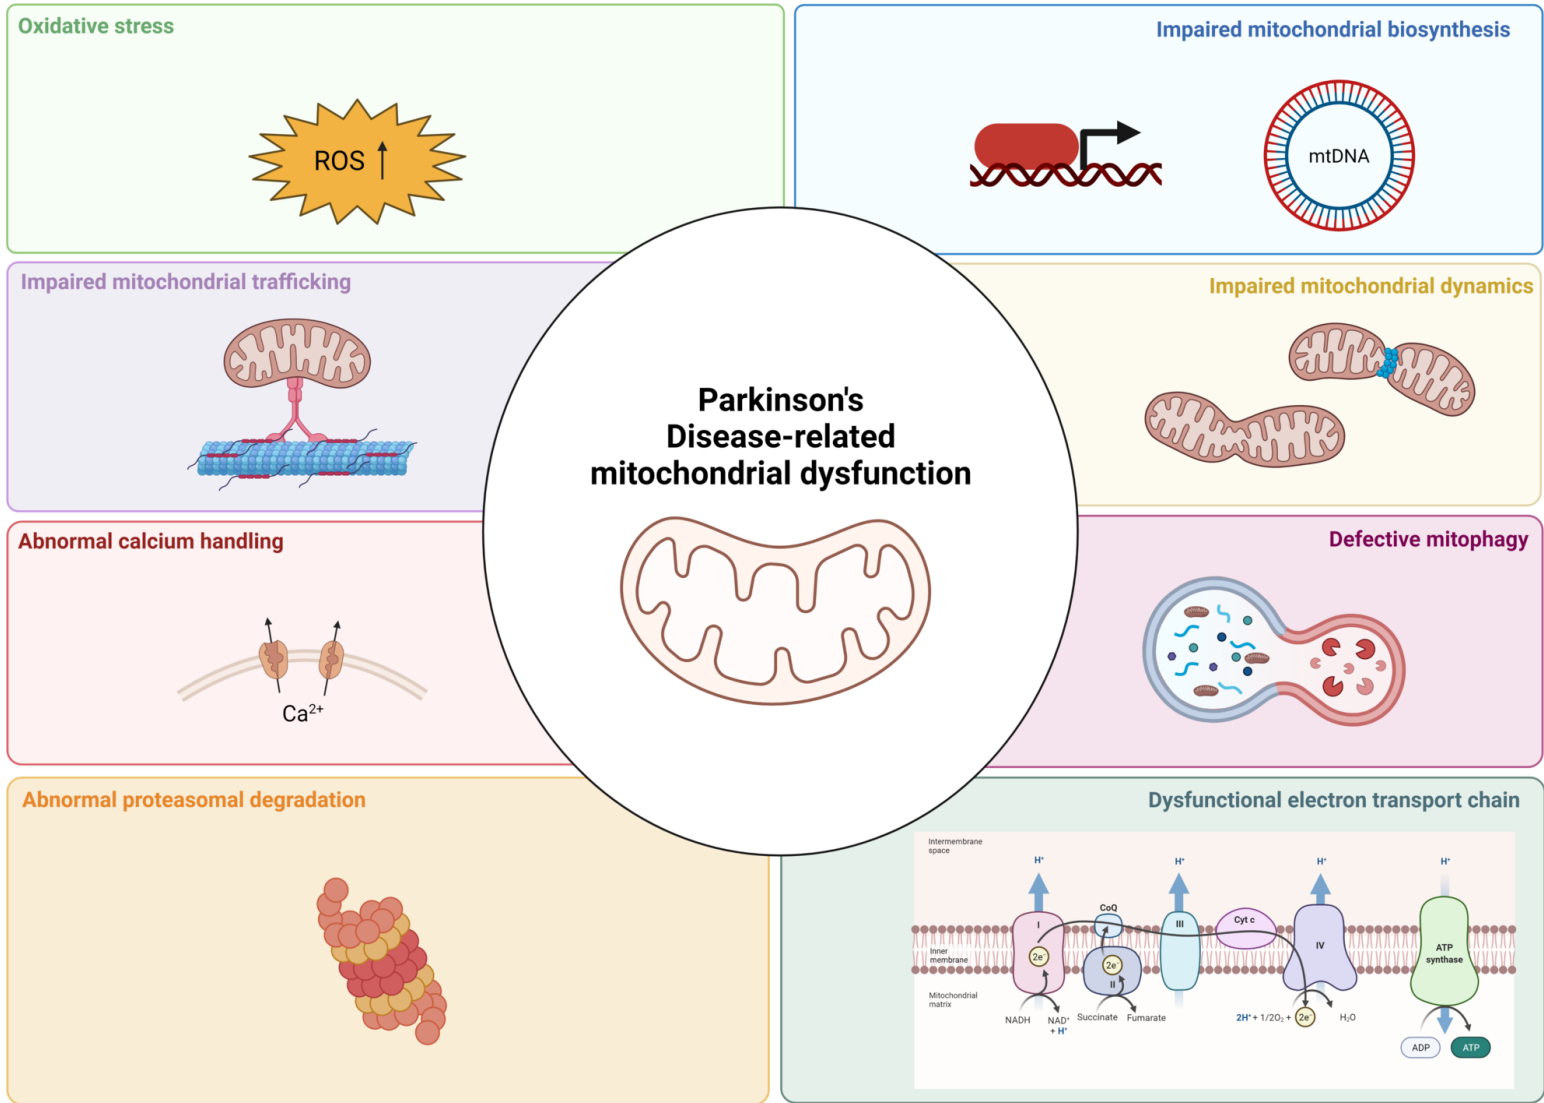 Oxidative stress
ROS ↑
Impaired mitochondrial biosynthesis
mtDNA
Impaired mitochondrial trafficking
Impaired mitochondrial dynamics
Parkinson's
Disease-related
mitochondrial dysfunction
Abnormal calcium handling
Ca²⁺
Defective mitophagy
Abnormal proteasomal degradation
Dysfunctional electron transport chain
Intermembrane
space
H⁺
H⁺
H⁺
H⁺
CoQ
I
III
Cyt c
IV
ATP
synthase
Inner
membrane
2e⁻
2e⁻
II
Mitochondrial
matrix
NADH
NAD⁺
+ H⁺
Succinate
Fumarate
2H⁺ + 1/2O₂ + 2e⁻
H₂O
ADP
ATP